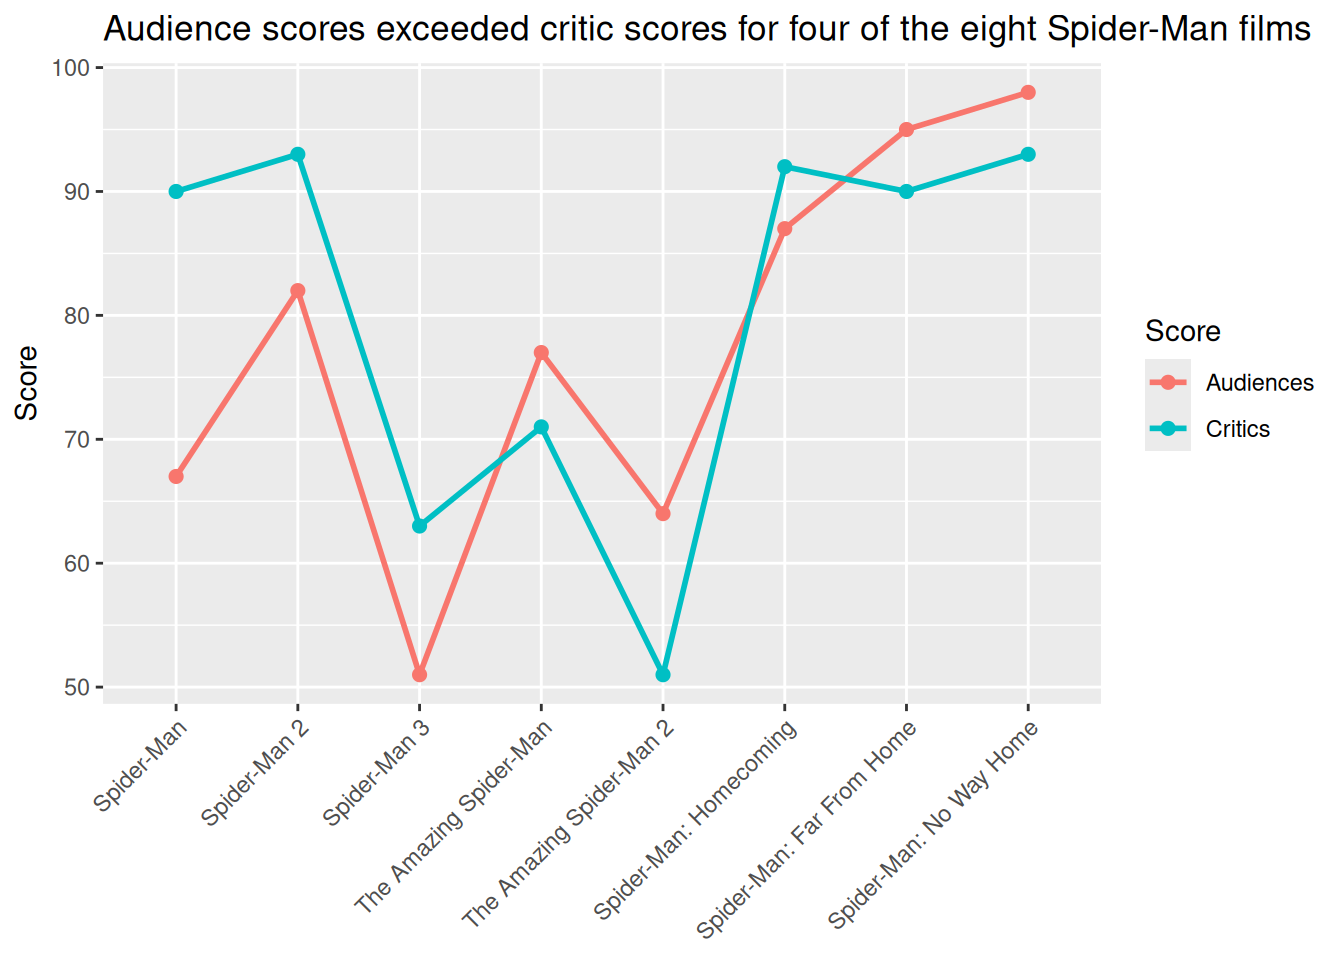 Audience scores exceeded critic scores for four of the eight Spider-Man films
Score
100
90
80
70
60
50
Spider-Man
Spider-Man 2
Spider-Man 3
The Amazing Spider-Man
The Amazing Spider-Man 2
Spider-Man: Homecoming
Spider-Man: Far From Home
Spider-Man: No Way Home
Score
Audiences
Critics